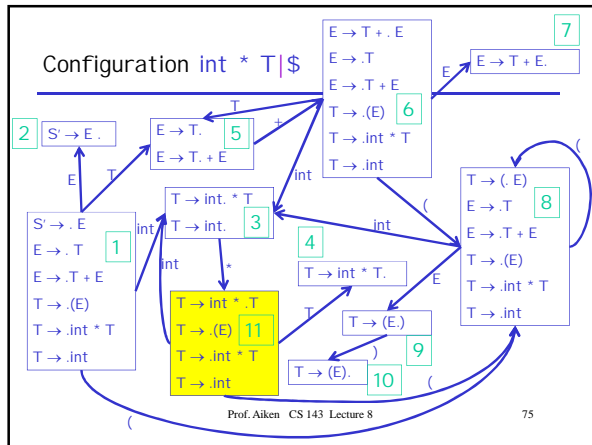 Configuration int * T|$
E → T + . E
E → .T
E → .T + E
T → .(E)
T → .int * T
T → .int
6
7
E → T + E.
E
2
S’ → E .
E → T.
E → T. + E
5
T
+
E
T
int
(
(
S’ → . E
E → . T
E → .T + E
T → .(E)
T → .int * T
T → .int
1
int
T → int. * T
T → int.
3
int
*
int
T → (. E)
E → .T
E → .T + E
T → .(E)
T → .int * T
T → .int
8
4
T → int * T.
T
T → int * .T
T → .(E)
T → .int * T
T → .int
11
E
T → (E.)
9
)
T → (E).
10
(
(
Prof. Aiken CS 143 Lecture 8
75